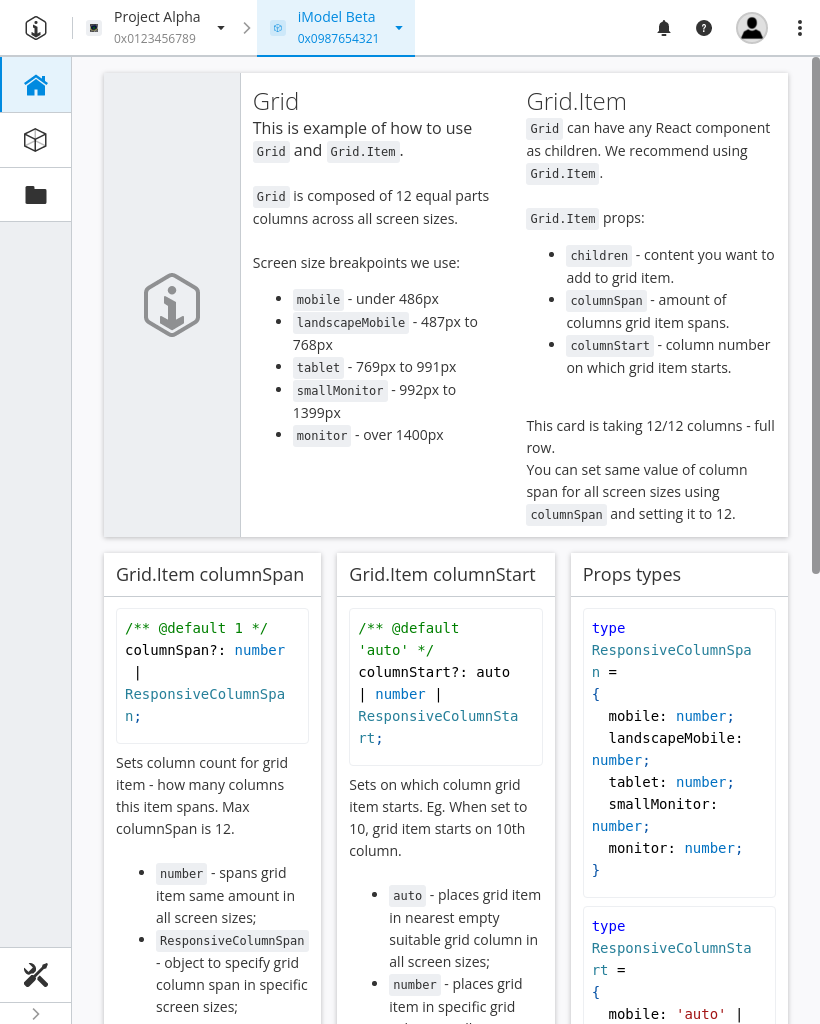 Project Alpha
0x0123456789
iModel Beta
0x0987654321
Grid
This is example of how to use
Grid and Grid.Item.
Grid is composed of 12 equal parts
columns across all screen sizes.
Screen size breakpoints we use:
mobile - under 486px
landscapeMobile - 487px to
768px
tablet - 769px to 991px
smallMonitor - 992px to
1399px
monitor - over 1400px
Grid.Item
Grid can have any React component
as children. We recommend using
Grid.Item.
Grid.Item props:
children - content you want to
add to grid item.
columnSpan - amount of
columns grid item spans.
columnStart - column number
on which grid item starts.
This card is taking 12/12 columns - full
row.
You can set same value of column
span for all screen sizes using
columnSpan and setting it to 12.
Grid.Item columnSpan
/** @default 1 */
columnSpan?: number
|
ResponsiveColumnSpa
n;
Sets column count for grid
item - how many columns
this item spans. Max
columnSpan is 12.
number - spans grid
item same amount in
all screen sizes;
ResponsiveColumnSpan
- object to specify grid
column span in specific
screen sizes;
Grid.Item columnStart
/** @default
'auto' */
columnStart?: auto
| number |
ResponsiveColumnSta
rt;
Sets on which column grid
item starts. Eg. When set to
10, grid item starts on 10th
column.
auto - places grid item
in nearest empty
suitable grid column in
all screen sizes;
number - places grid
item in specific grid
Props types
type
ResponsiveColumnSpa
n =
{
mobile: number;
landscapeMobile:
number;
tablet: number;
smallMonitor:
number;
monitor: number;
}
type
ResponsiveColumnSta
rt =
{
mobile: 'auto' |